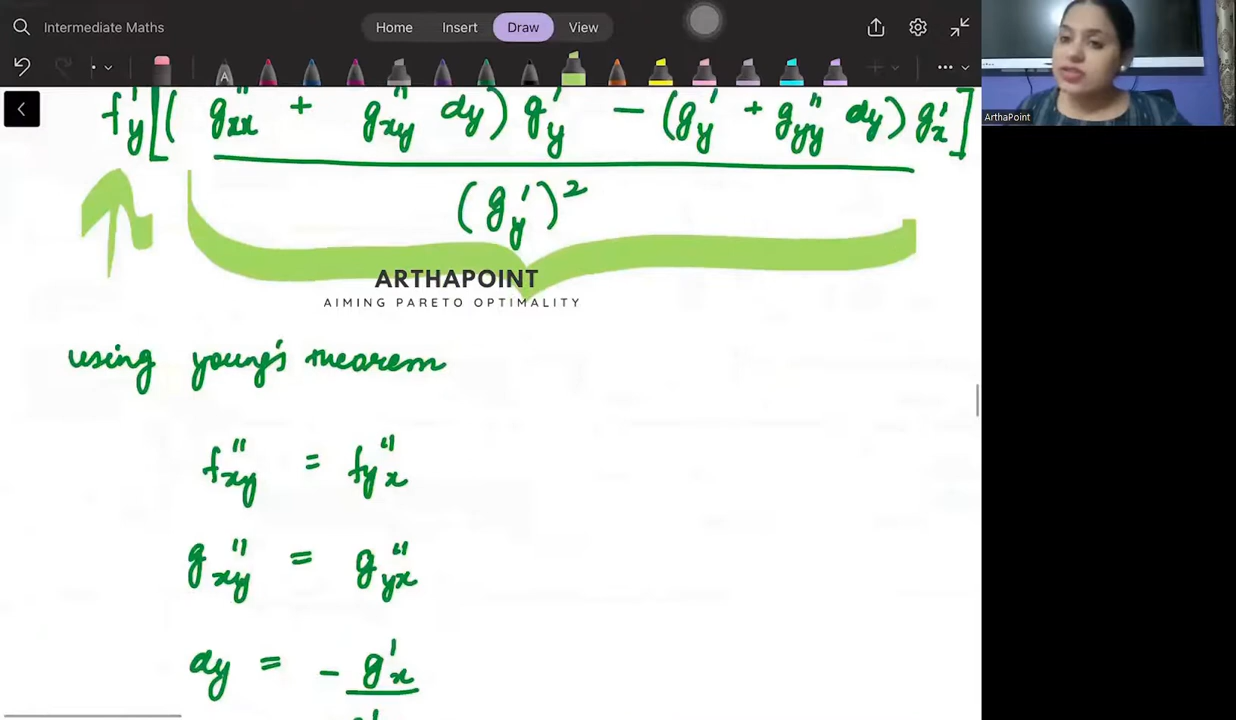 Intermediate Maths
Home Insert Draw View
A
f'y[( g''xx + g''xy dy) g'y − (g'y + g''yy dy) g'x ]
(g'y)²
ARTHAPOINT
AIMING PARETO OPTIMALITY
using young's theorem
f''xy = f''yx
g''xy = g''yx
dy = - g'x
ArthaPoint